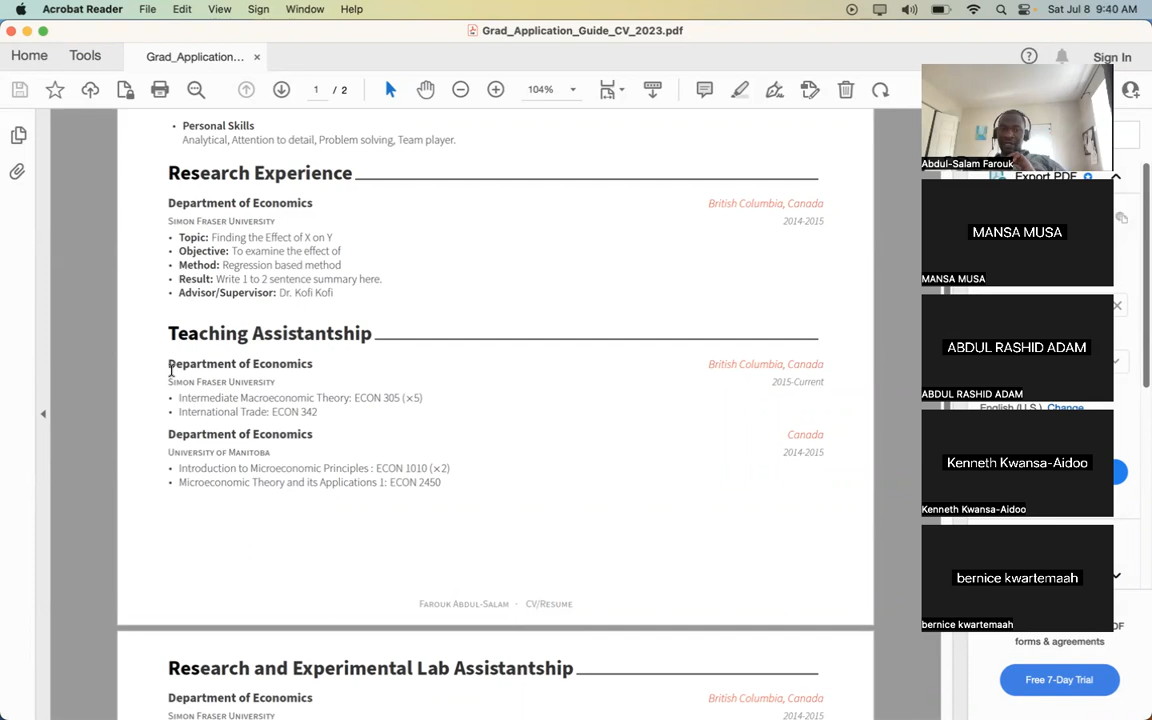 Acrobat Reader File Edit View Sign Window Help Sat Jul 8 9:40 AM
Grad_Application_Guide_CV_2023.pdf
Home Tools Grad_Application... × Sign In
1 / 2 104%
Personal Skills
Analytical, Attention to detail, Problem solving, Team player.
Research Experience
Department of Economics British Columbia, Canada
Simon Fraser University 2014-2015
• Topic: Finding the Effect of X on Y
• Objective: To examine the effect of
• Method: Regression based method
• Result: Write 1 to 2 sentence summary here.
• Advisor/Supervisor: Dr. Kofi Kofi
Teaching Assistantship
Department of Economics British Columbia, Canada
Simon Fraser University 2015-Current
• Intermediate Macroeconomic Theory: ECON 305 (×5)
• International Trade: ECON 342
Department of Economics Canada
University of Manitoba 2014-2015
• Introduction to Microeconomic Principles : ECON 1010 (×2)
• Microeconomic Theory and its Applications 1: ECON 2450
Farouk Abdul-Salam · CV/Resume
Research and Experimental Lab Assistantship
Department of Economics British Columbia, Canada
Simon Fraser University 2014-2015
Abdul-Salam Farouk
Export PDF
MANSA MUSA
MANSA MUSA
ABDUL RASHID ADAM
ABDUL RASHID ADAM
English (U.S.) Change
Kenneth Kwansa-Aidoo
Kenneth Kwansa-Aidoo
bernice kwartemaah
bernice kwartemaah
forms & agreements
Free 7-Day Trial